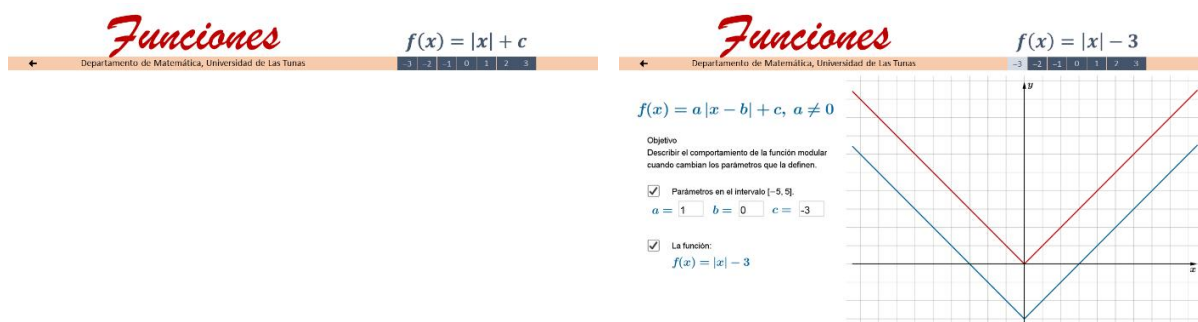 Funciones
f(x) = |x| + c
Departamento de Matemática, Universidad de Las Tunas
-3 -2 -1 0 1 2 3
Funciones
f(x) = |x| − 3
Departamento de Matemática, Universidad de Las Tunas
-3 -2 -1 0 1 2 3
f(x) = a |x − b| + c, a ≠ 0
Objetivo
Describir el comportamiento de la función modular
cuando cambian los parámetros que la definen.
Parámetros en el intervalo [−5, 5].
a = 1 b = 0 c = -3
La función:
f(x) = |x| − 3
y
x